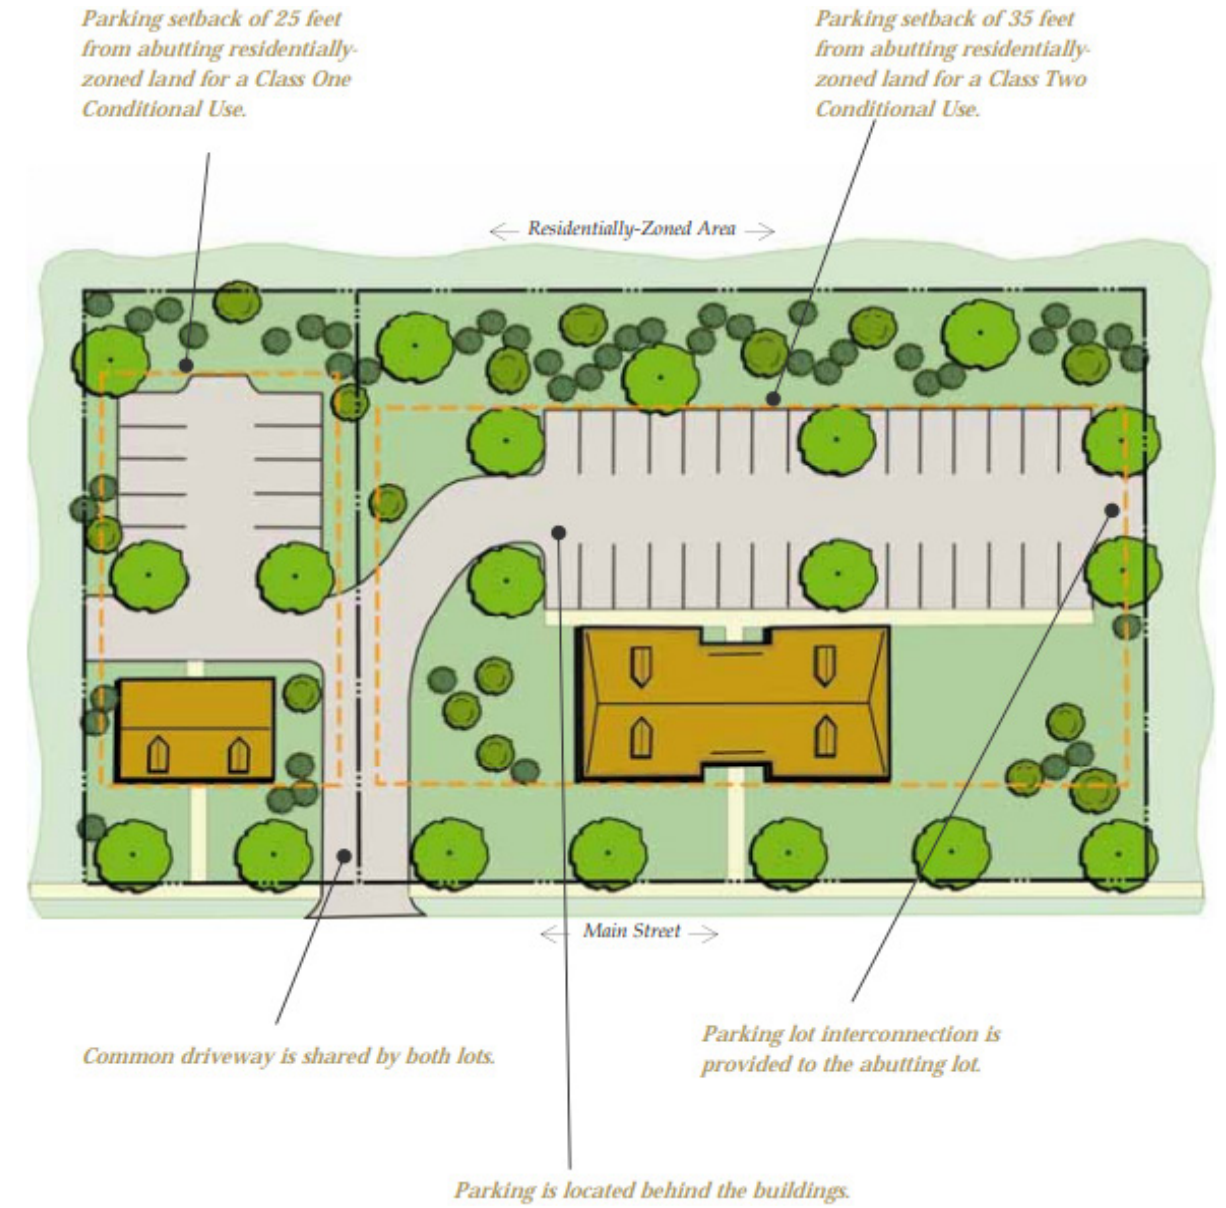 Parking setback of 25 feet
from abutting residentially-
zoned land for a Class One
Conditional Use.
Parking setback of 35 feet
from abutting residentially-
zoned land for a Class Two
Conditional Use.
Residentially-Zoned Area
Main Street
Common driveway is shared by both lots.
Parking lot interconnection is
provided to the abutting lot.
Parking is located behind the buildings.